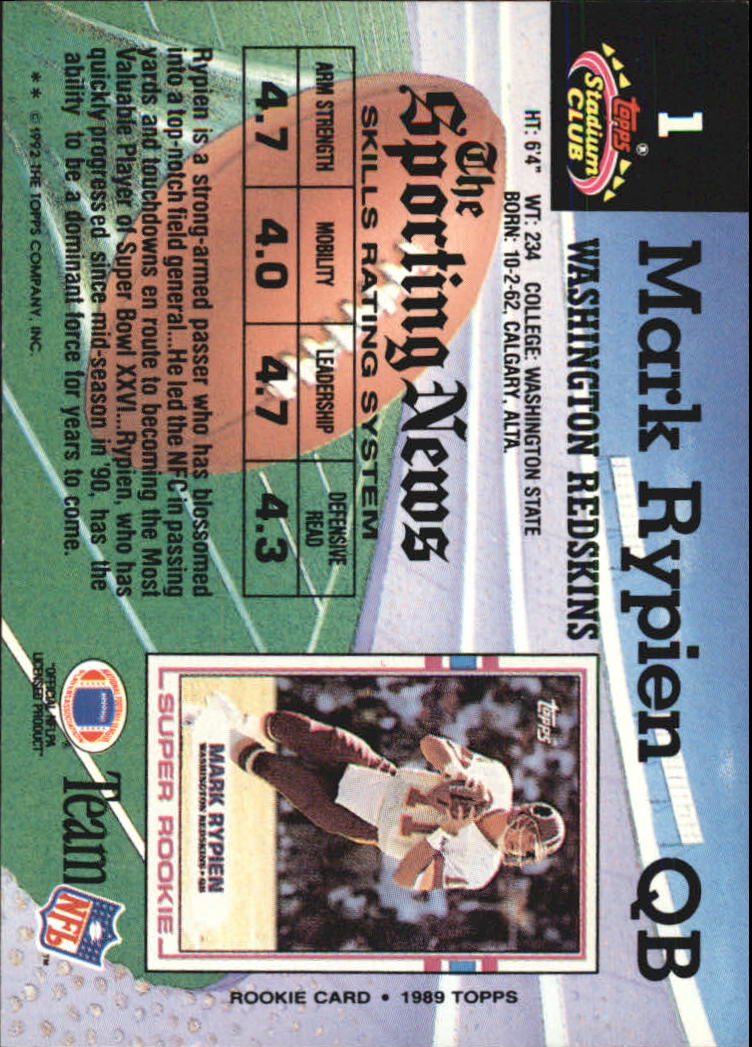 1
Topps®
Stadium
CLUB
Mark Rypien QB
WASHINGTON REDSKINS
HT: 6'4" WT: 234 COLLEGE: WASHINGTON STATE
BORN: 10-2-62, CALGARY, ALTA.
The
Sporting News
SKILLS RATING SYSTEM
ARM STRENGTH MOBILITY LEADERSHIP DEFENSIVE
READ
4.7 4.0 4.7 4.3
Rypien is a strong-armed passer who has blossomed
into a top-notch field general...He led the NFC in passing
yards and touchdowns en route to becoming the Most
Valuable Player of Super Bowl XXVI...Rypien, who has
quickly progressed since mid-season in '90, has the
ability to be a dominant force for years to come.
* * © 1992 THE TOPPS COMPANY, INC.
Topps
11
MARK RYPIEN
WASHINGTON REDSKINS • QB
SUPER ROOKIE
ROOKIE CARD • 1989 TOPPS
®
"OFFICIAL NFLPA
LICENSED PRODUCT"
Team
NFL
™